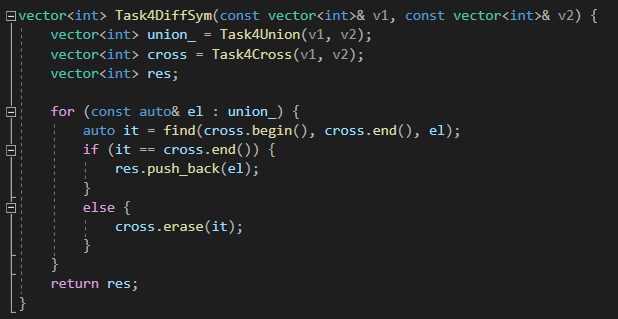 vector<int> Task4DiffSym(const vector<int>& v1, const vector<int>& v2) {
    vector<int> union_ = Task4Union(v1, v2);
    vector<int> cross = Task4Cross(v1, v2);
    vector<int> res;

    for (const auto& el : union_) {
        auto it = find(cross.begin(), cross.end(), el);
        if (it == cross.end()) {
            res.push_back(el);
        }
        else {
            cross.erase(it);
        }
    }
    return res;
}